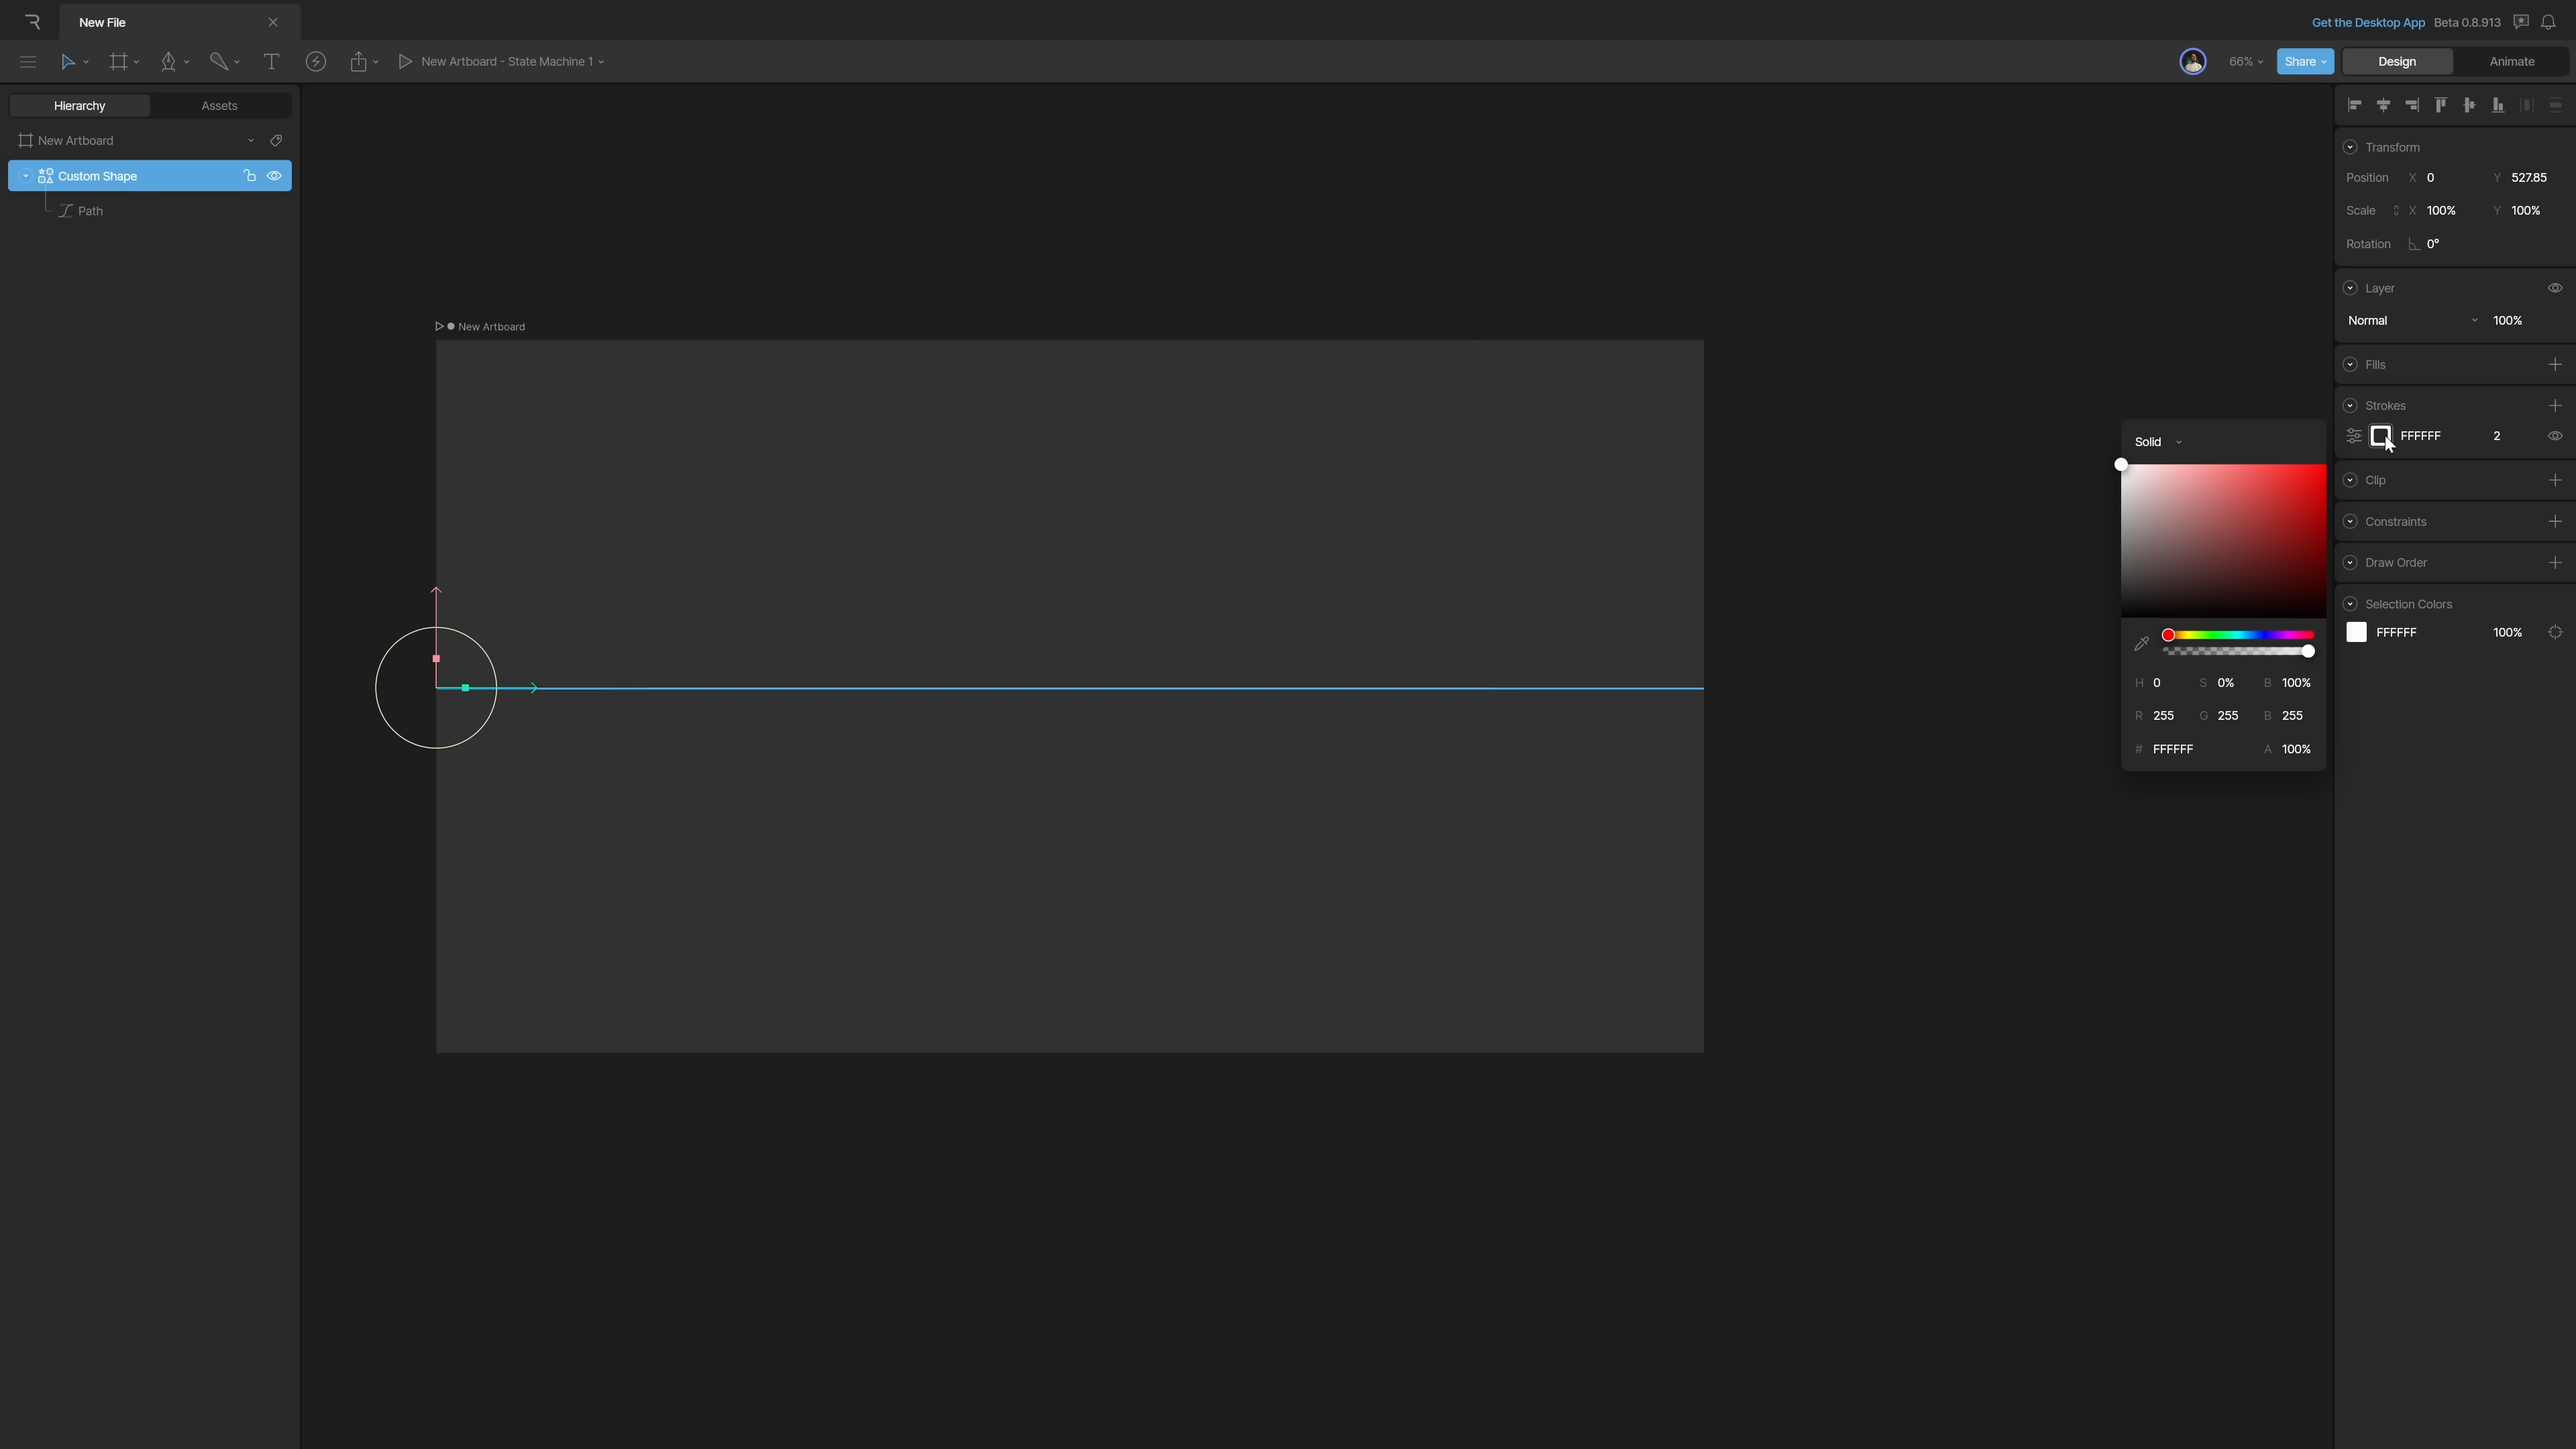 New File
Get the Desktop App Beta 0.8.913
New Artboard - State Machine 1
66%
Share
Design
Animate
Hierarchy
Assets
New Artboard
Custom Shape
Path
New Artboard
Transform
Position X 0 Y 527.85
Scale X 100% Y 100%
Rotation 0°
Layer
Normal 100%
Fills
Strokes
FFFFFF 2
Clip
Constraints
Draw Order
Selection Colors
FFFFFF 100%
Solid
H 0 S 0% B 100%
R 255 G 255 B 255
# FFFFFF A 100%